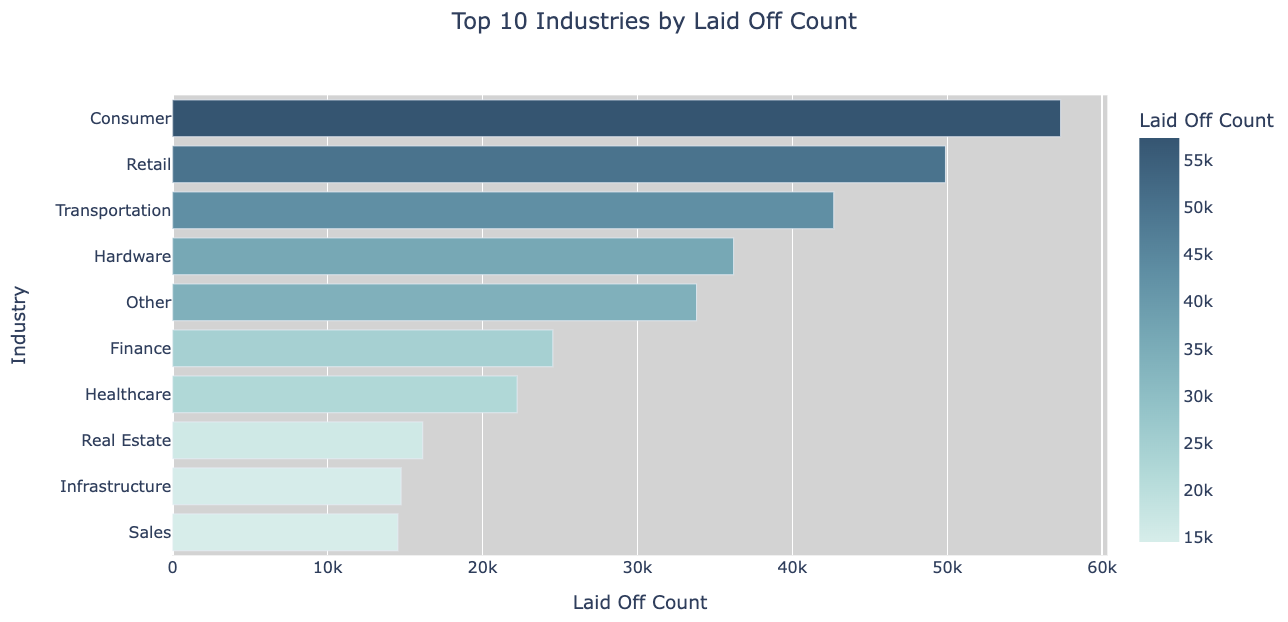 Top 10 Industries by Laid Off Count
Industry
Consumer
Retail
Transportation
Hardware
Other
Finance
Healthcare
Real Estate
Infrastructure
Sales
0 10k 20k 30k 40k 50k 60k
Laid Off Count
Laid Off Count
55k
50k
45k
40k
35k
30k
25k
20k
15k